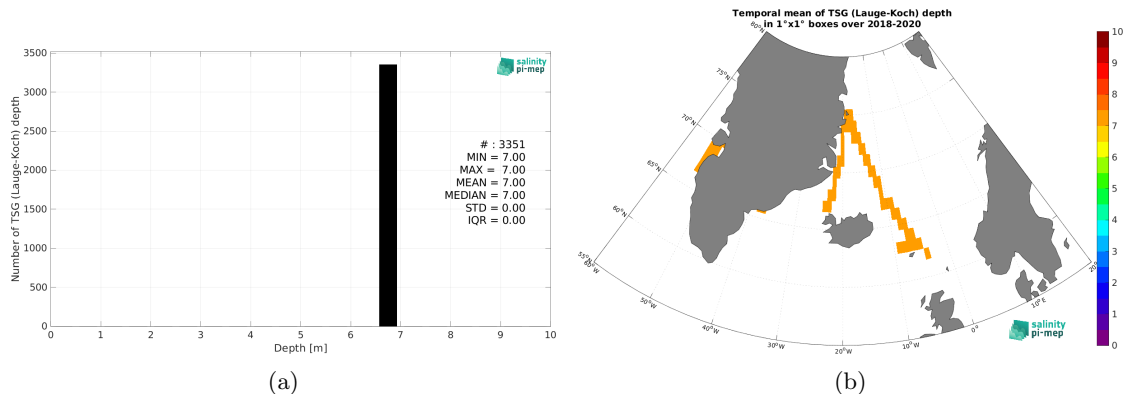 3500
3000
2500
2000
1500
1000
500
0
Number of TSG (Lauge-Koch) depth
0 1 2 3 4 5 6 7 8 9 10
Depth [m]
salinity
pi-mep
# : 3351
MIN = 7.00
MAX = 7.00
MEAN = 7.00
MEDIAN = 7.00
STD = 0.00
IQR = 0.00
(a)
Temporal mean of TSG (Lauge-Koch) depth
in 1°x1° boxes over 2018-2020
80°N
75°N
70°N
65°N
60°N
55°N
60°W
50°W
40°W
30°W
20°W
10°W
0°
10°E
salinity
pi-mep
10
9
8
7
6
5
4
3
2
1
0
(b)